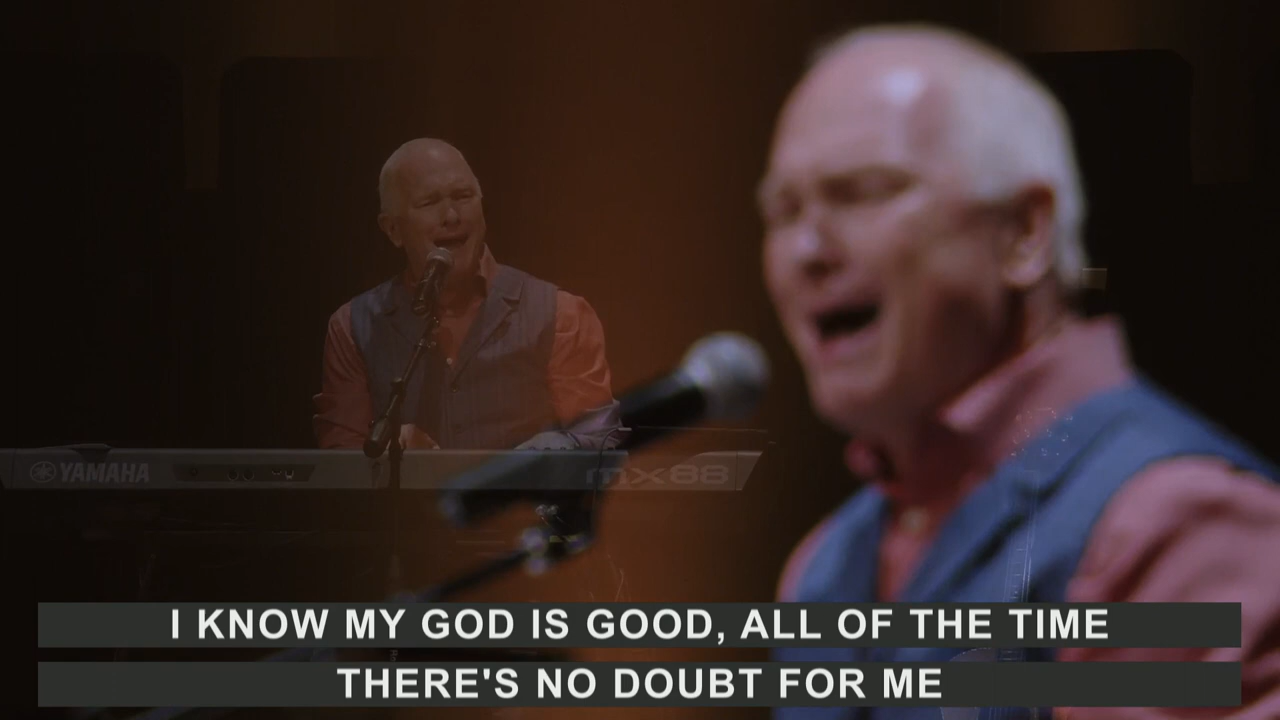 YAMAHA
mx88
I KNOW MY GOD IS GOOD, ALL OF THE TIME
THERE'S NO DOUBT FOR ME